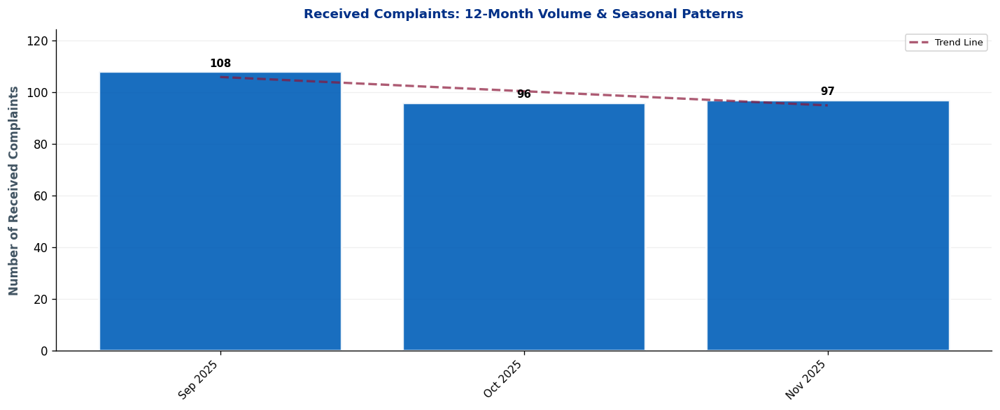 Received Complaints: 12-Month Volume & Seasonal Patterns
Number of Received Complaints
120
100
80
60
40
20
0
108
96
97
Trend Line
Sep 2025
Oct 2025
Nov 2025